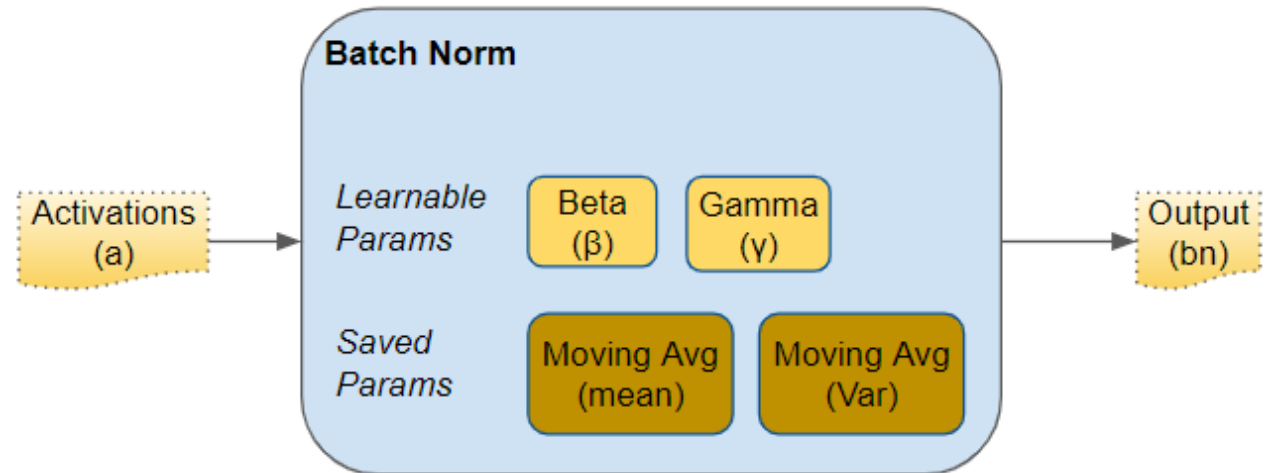 Batch Norm
Activations
(a)
Learnable
Params
Beta
(β)
Gamma
(γ)
Output
(bn)
Saved
Params
Moving Avg
(mean)
Moving Avg
(Var)